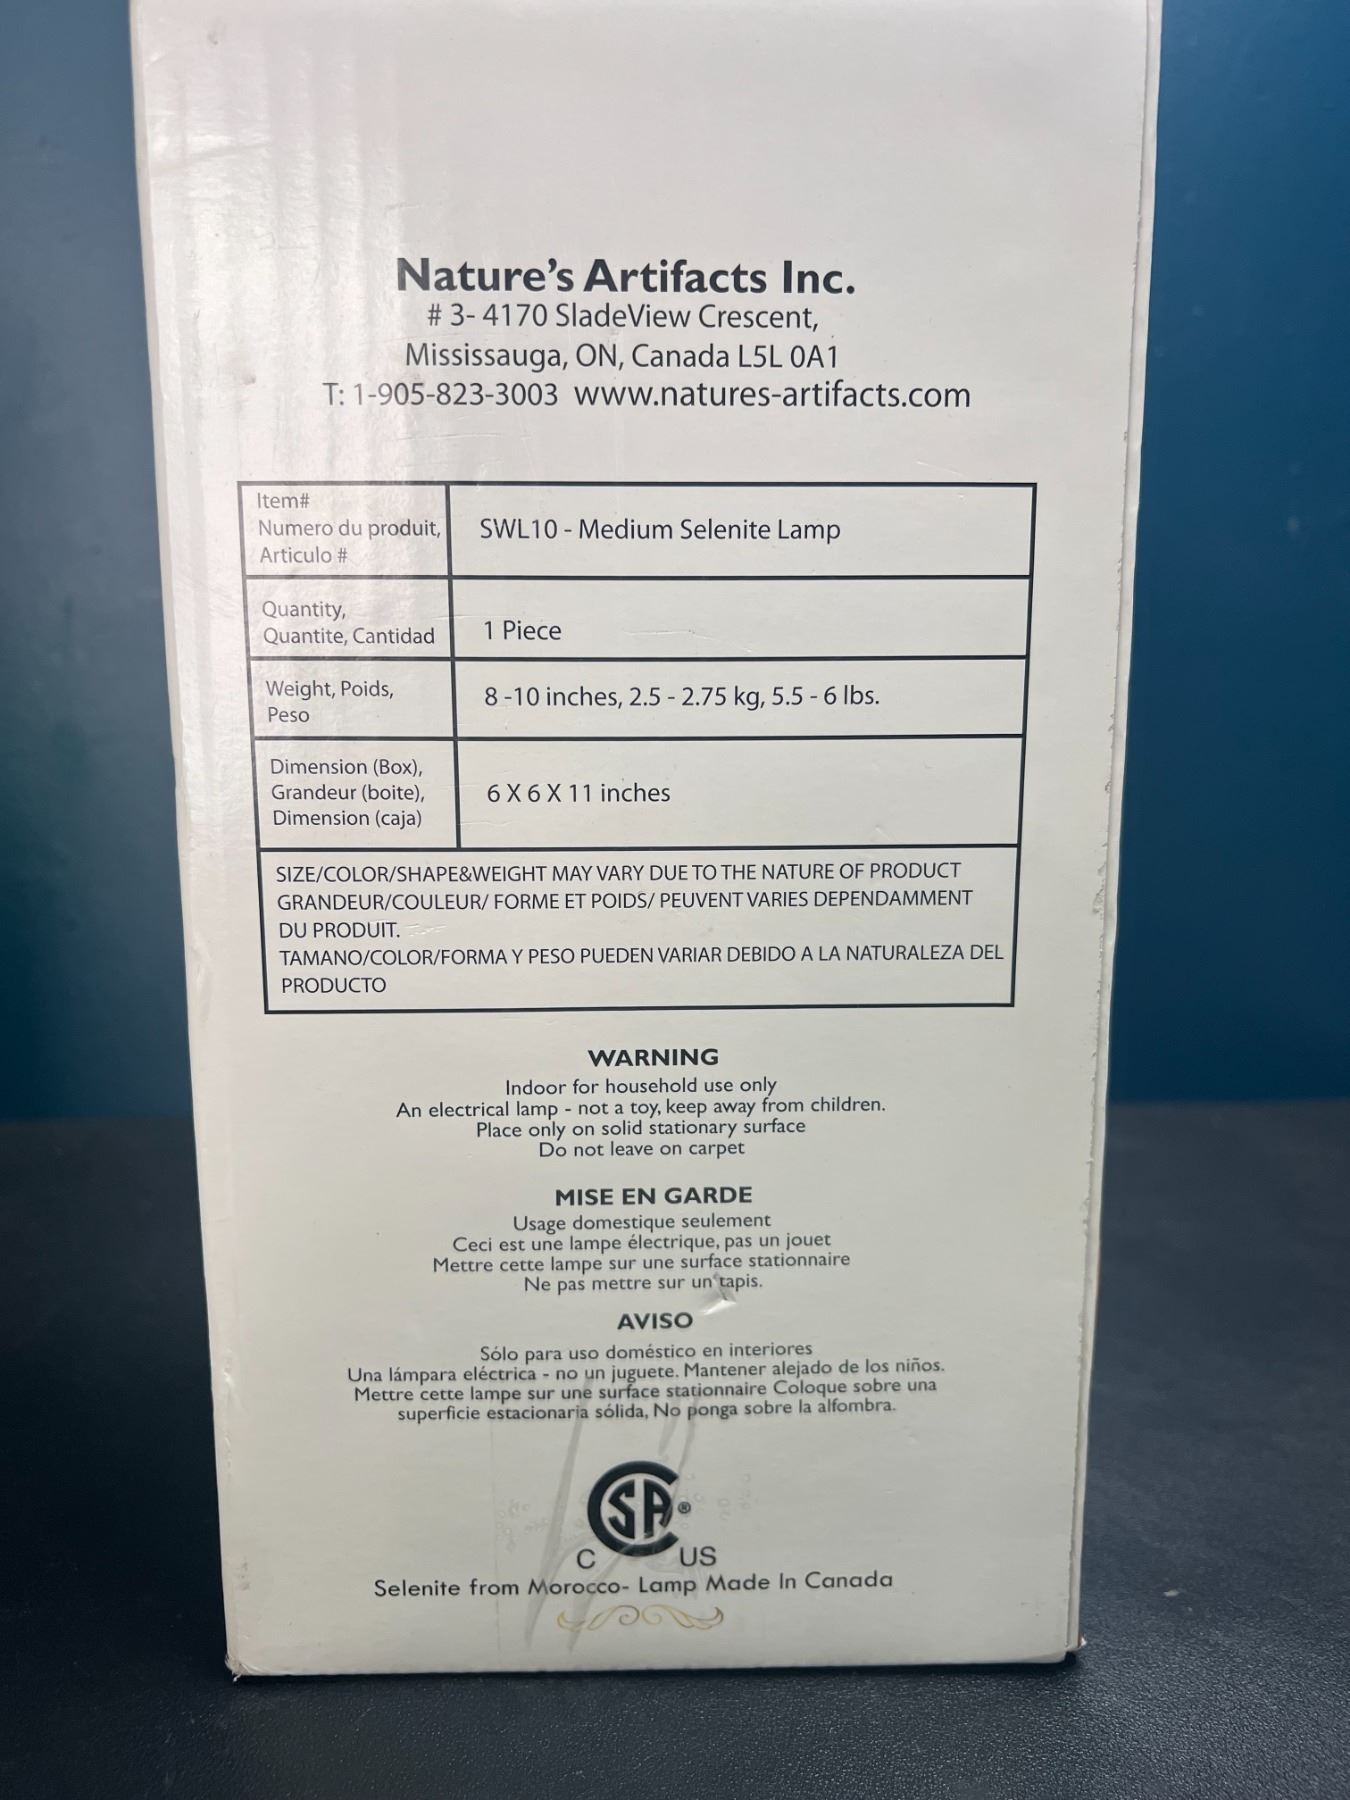 Nature's Artifacts Inc.
# 3- 4170 SladeView Crescent,
Mississauga, ON, Canada L5L 0A1
T: 1-905-823-3003 www.natures-artifacts.com
Item#
Numero du produit,
Articulo #
SWL10 - Medium Selenite Lamp
Quantity,
Quantite, Cantidad
1 Piece
Weight, Poids,
Peso
8 -10 inches, 2.5 - 2.75 kg, 5.5 - 6 lbs.
Dimension (Box),
Grandeur (boite),
Dimension (caja)
6 X 6 X 11 inches
SIZE/COLOR/SHAPE&WEIGHT MAY VARY DUE TO THE NATURE OF PRODUCT
GRANDEUR/COULEUR/ FORME ET POIDS/ PEUVENT VARIES DEPENDAMMENT
DU PRODUIT.
TAMANO/COLOR/FORMA Y PESO PUEDEN VARIAR DEBIDO A LA NATURALEZA DEL
PRODUCTO
WARNING
Indoor for household use only
An electrical lamp - not a toy, keep away from children.
Place only on solid stationary surface
Do not leave on carpet
MISE EN GARDE
Usage domestique seulement
Ceci est une lampe électrique, pas un jouet
Mettre cette lampe sur une surface stationnaire
Ne pas mettre sur un tapis.
AVISO
Sólo para uso doméstico en interiores
Una lámpara eléctrica - no un juguete. Mantener alejado de los niños.
Mettre cette lampe sur une surface stationnaire Coloque sobre una
superficie estacionaria sólida, No ponga sobre la alfombra.
CSA®
C US
Selenite from Morocco- Lamp Made In Canada